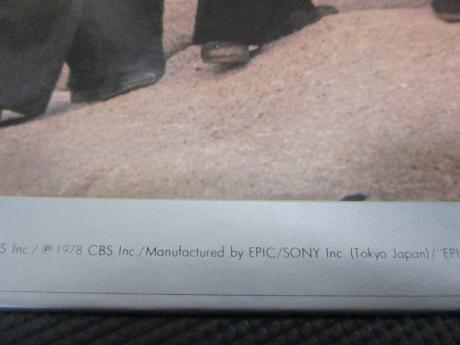 S Inc / ℗ 1978 CBS Inc./Manufactured by EPIC/SONY Inc. (Tokyo Japan)/"EPI